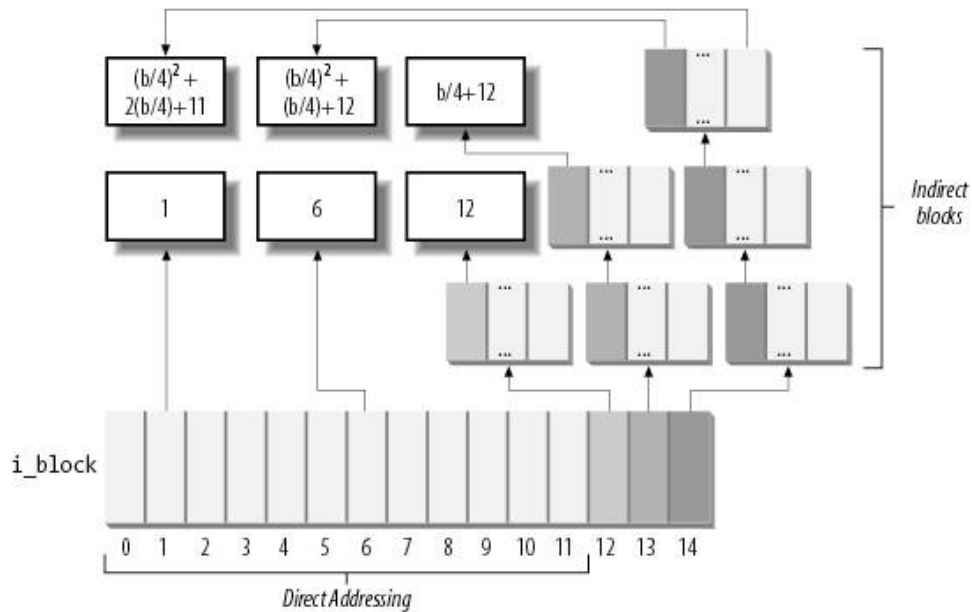 (b/4)² +
2(b/4)+11
(b/4)² +
(b/4)+12
b/4+12
...
...
1
6
12
...
...
...
...
Indirect
blocks
...
...
...
...
...
...
i_block
0 1 2 3 4 5 6 7 8 9 10 11 12 13 14
Direct Addressing